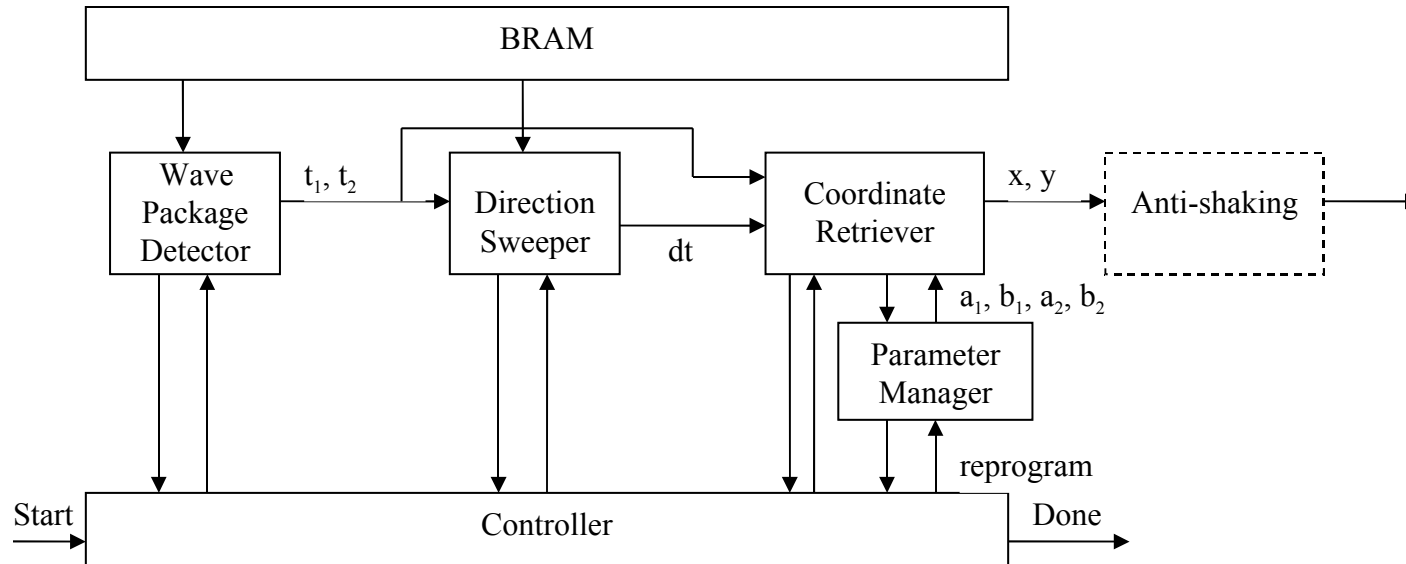 BRAM
Wave
Package
Detector
t₁, t₂
Direction
Sweeper
dt
Coordinate
Retriever
x, y
Anti-shaking
a₁, b₁, a₂, b₂
Parameter
Manager
reprogram
Start
Controller
Done